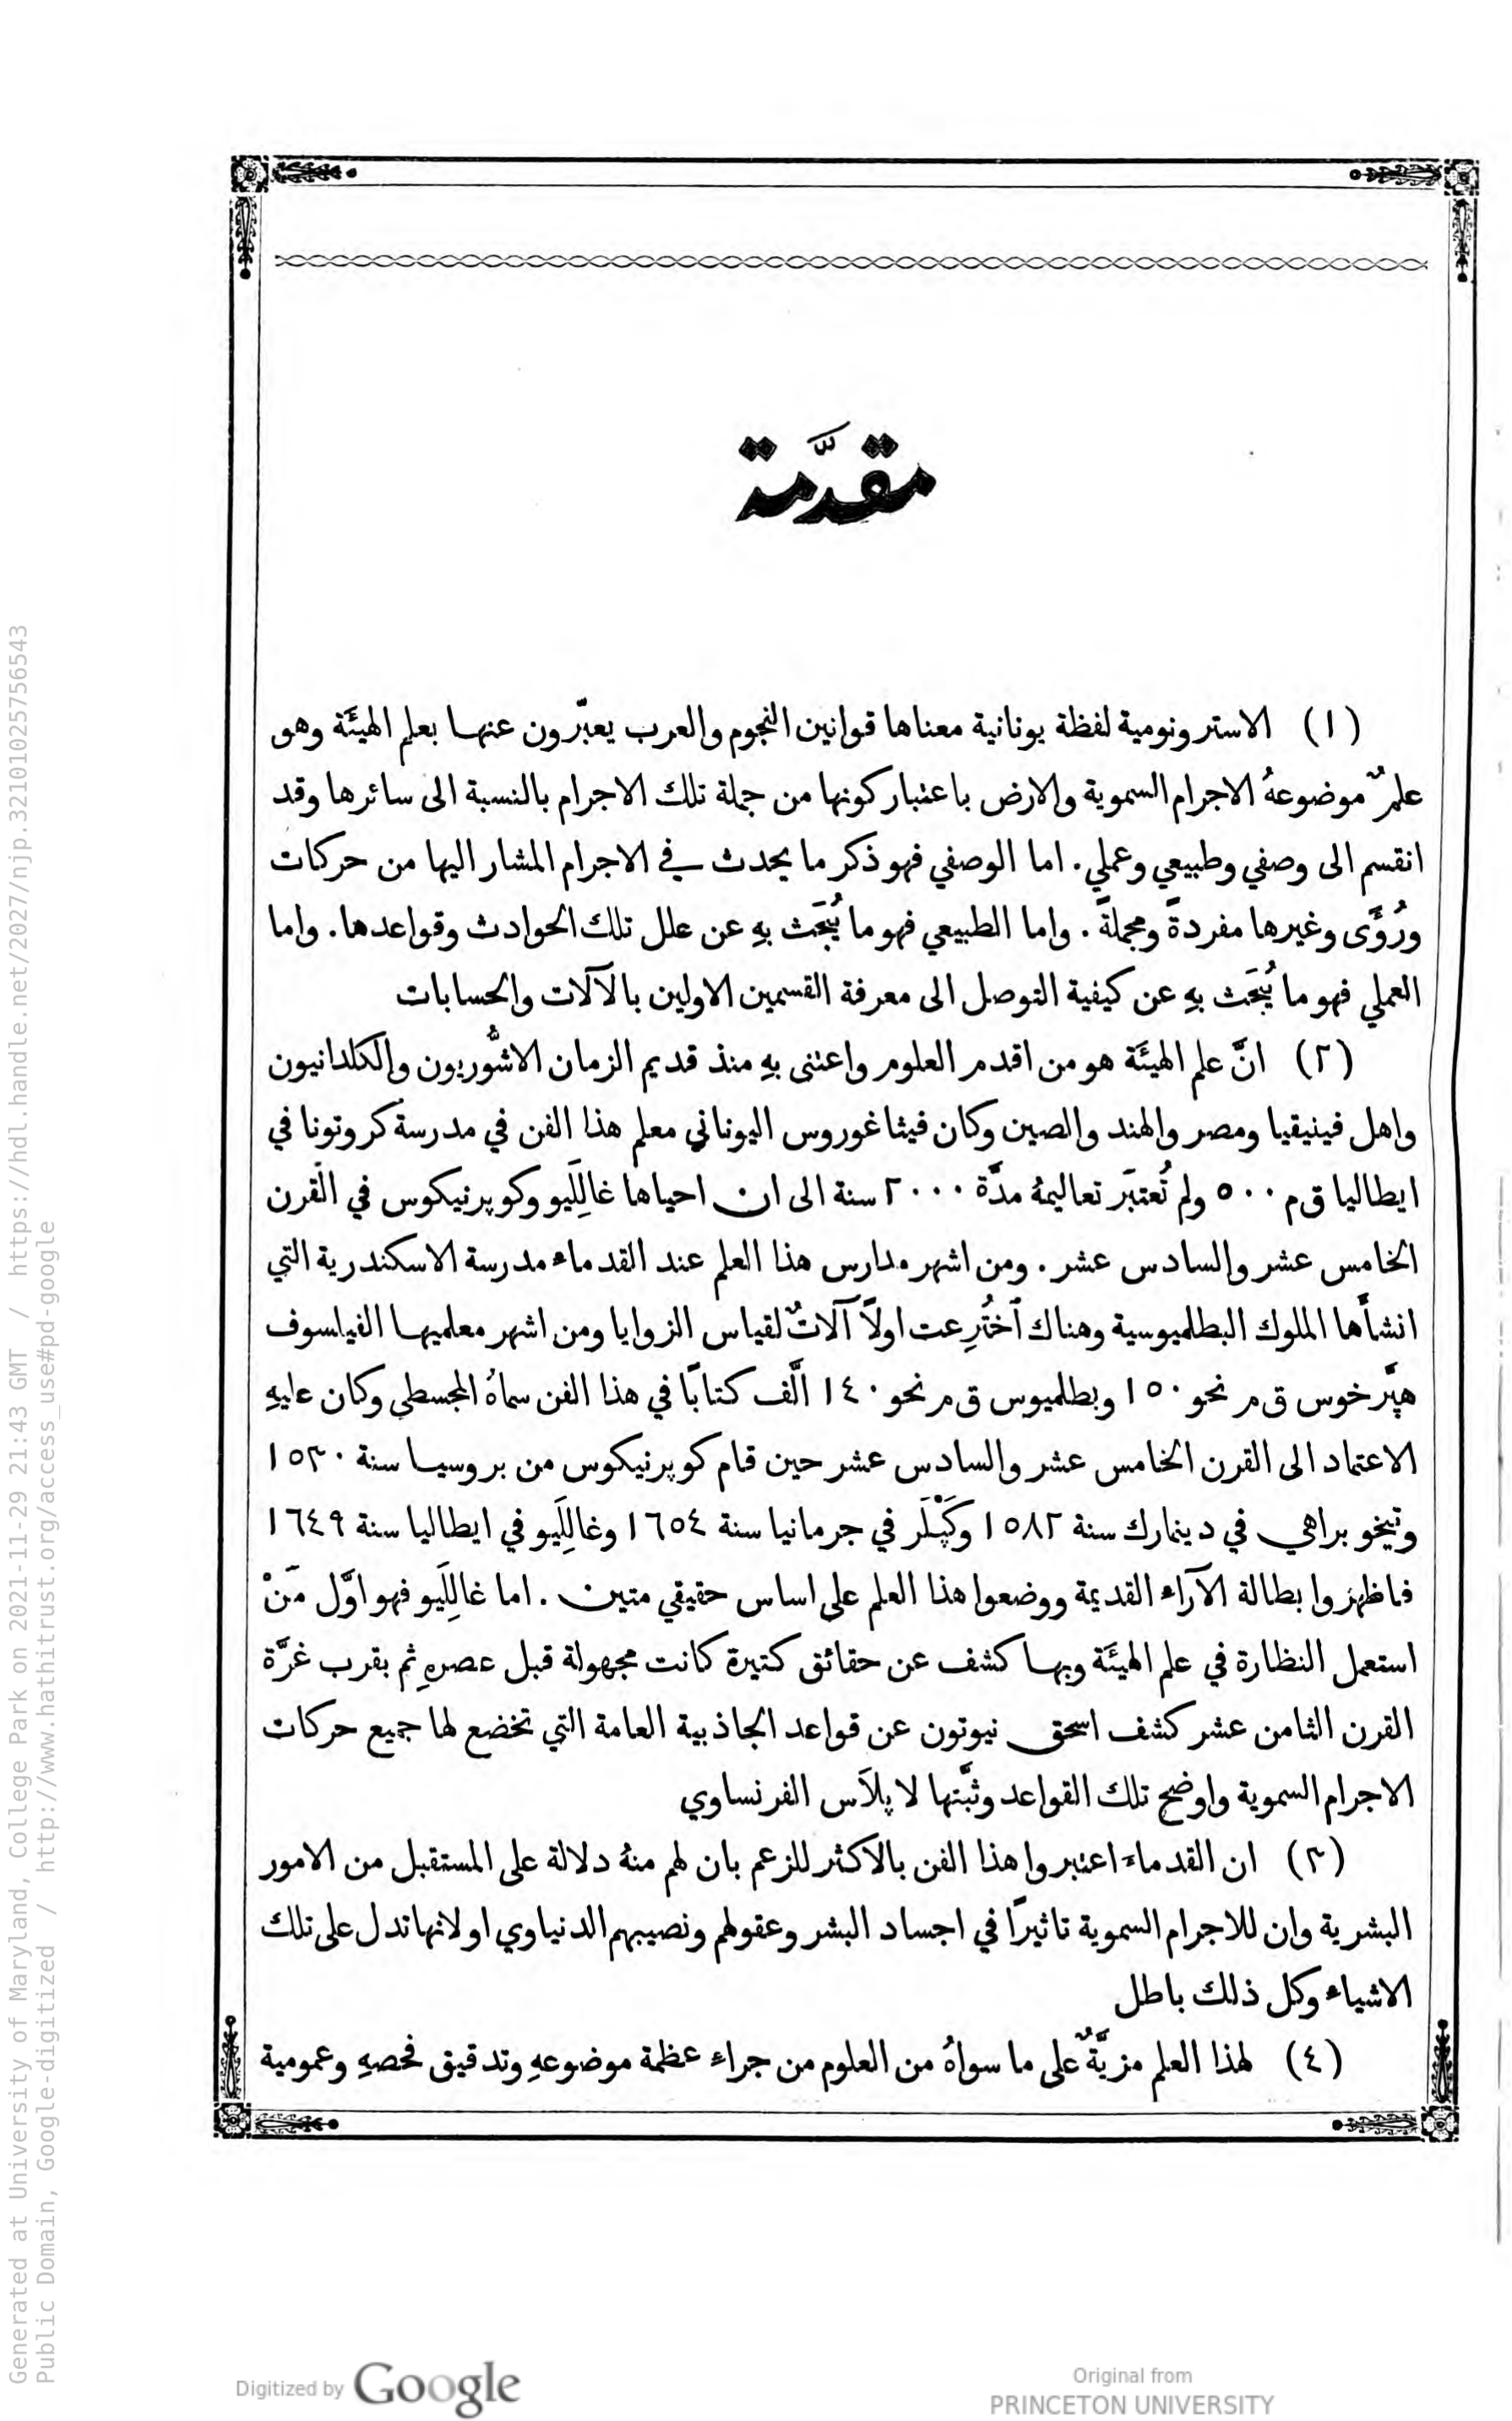 مقدَّمة
(١) الاسترونومية لفظة يونانية معناها قوانين النجوم والعرب يعبّرون عنها بعلم الهيئَة وهو
علمٌ موضوعهُ الاجرام السموية والارض باعتبار كونها من جملة تلك الاجرام بالنسبة الى سائرها وقد
انقسم الى وصفي وطبيعي وعملي. اما الوصفي فهو ذكر ما يحدث في الاجرام المشار اليها من حركات
ورُؤًى وغيرها مفردةً ومجملةً. واما الطبيعي فهو ما يُبحَث بهِ عن علل تلك الحوادث وقواعدها. واما
العملي فهو ما يُبحَث بهِ عن كيفية التوصل الى معرفة القسمين الاولين بالآلات والحسابات
(٢) انَّ علم الهيئَة هو من اقدم العلوم واعتنى بهِ منذ قديم الزمان الاشُّوريون والكلدانيون
واهل فينيقيا ومصر والهند والصين وكان فيثاغوروس اليوناني معلم هذا الفن في مدرسة كروتونا في
ايطاليا ق م ٥٠٠ ولم تُعتبَر تعاليمهُ مدَّة ٢٠٠٠ سنة الى ان احياها غالِلَيو وكوپرنيكوس في القرن
الخامس عشر والسادس عشر. ومن اشهر مدارس هذا العلم عند القدماء مدرسة الاسكندرية التي
انشأَها الملوك البطلميوسية وهناك آختُرِعت اولاً آلاتٌ لقياس الزوايا ومن اشهر معلميها الفيلسوف
هپَّرخوس ق م نحو ١٥٠ وبطلميوس ق م نحو ١٤٠ الَّف كتابًا في هذا الفن سماهُ المجسطي وكان عليهِ
الاعتماد الى القرن الخامس عشر والسادس عشر حين قام كوپرنيكوس من بروسيا سنة ١٥٣٠
وتيخو براهي في دينمارك سنة ١٥٨٢ وكَپْلَر في جرمانيا سنة ١٦٥٤ وغالِلَيو في ايطاليا سنة ١٦٤٩
فاظهروا بطالة الآراء القديمة ووضعوا هذا العلم على اساس حقيقي متين. اما غالِلَيو فهو اوَّل مَنْ
استعمل النظارة في علم الهيئَة وبها كشف عن حقائق كثيرة كانت مجهولة قبل عصرهِ ثم بقرب غرَّة
القرن الثامن عشر كشف اسحق نيوتون عن قواعد الجاذبية العامة التي تخضع لها جميع حركات
الاجرام السموية واوضح تلك القواعد وثبَّتها لاپلاَس الفرنساوي
(٣) ان القدماء اعتبروا هذا الفن بالاكثر للزعم بان لهم منهُ دلالة على المستقبل من الامور
البشرية وان للاجرام السموية تاثيرًا في اجساد البشر وعقولهم ونصيبهم الدنياوي او لانها تدل على تلك
الاشياء وكل ذلك باطل
(٤) لهذا العلم مزيَّةٌ على ما سواهُ من العلوم من جراء عظمة موضوعهِ وتدقيق فحصهِ وعمومية
Generated at University of Maryland, College Park on 2021-11-29 21:43 GMT / https://hdl.handle.net/2027/njp.32101025756543
Public Domain, Google-digitized / http://www.hathitrust.org/access_use#pd-google
Digitized by Google
Original from
PRINCETON UNIVERSITY